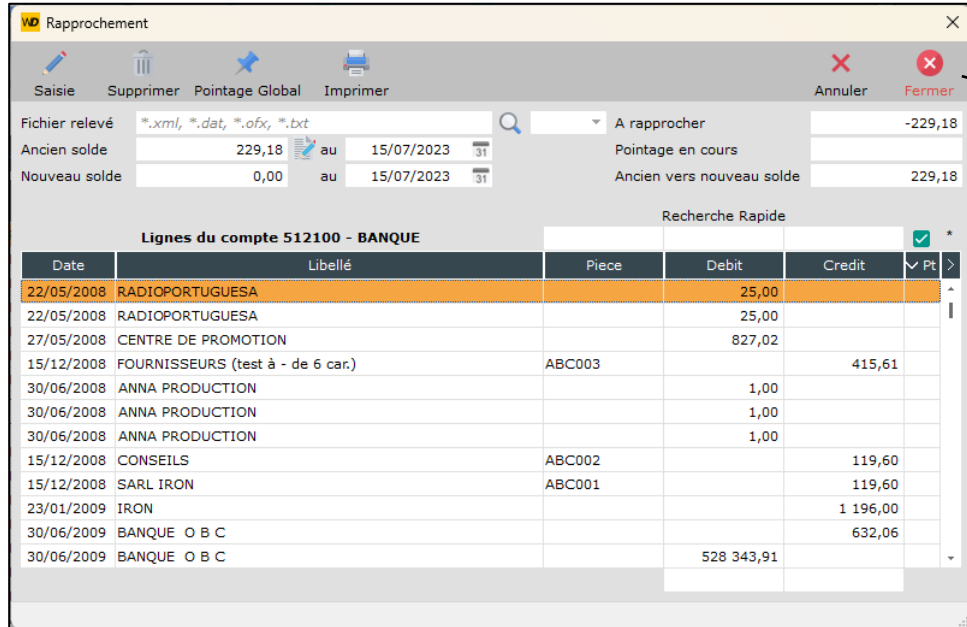 WD Rapprochement
Saisie Supprimer Pointage Global Imprimer Annuler Fermer
Fichier relevé *.xml, *.dat, *.ofx, *.txt A rapprocher -229,18
Ancien solde 229,18 au 15/07/2023 31 Pointage en cours
Nouveau solde 0,00 au 15/07/2023 31 Ancien vers nouveau solde 229,18
Recherche Rapide
Lignes du compte 512100 - BANQUE *
Date Libellé Piece Debit Credit Pt >
22/05/2008 RADIOPORTUGUESA 25,00
22/05/2008 RADIOPORTUGUESA 25,00
27/05/2008 CENTRE DE PROMOTION 827,02
15/12/2008 FOURNISSEURS (test à - de 6 car.) ABC003 415,61
30/06/2008 ANNA PRODUCTION 1,00
30/06/2008 ANNA PRODUCTION 1,00
30/06/2008 ANNA PRODUCTION 1,00
15/12/2008 CONSEILS ABC002 119,60
15/12/2008 SARL IRON ABC001 119,60
23/01/2009 IRON 1 196,00
30/06/2009 BANQUE O B C 632,06
30/06/2009 BANQUE O B C 528 343,91